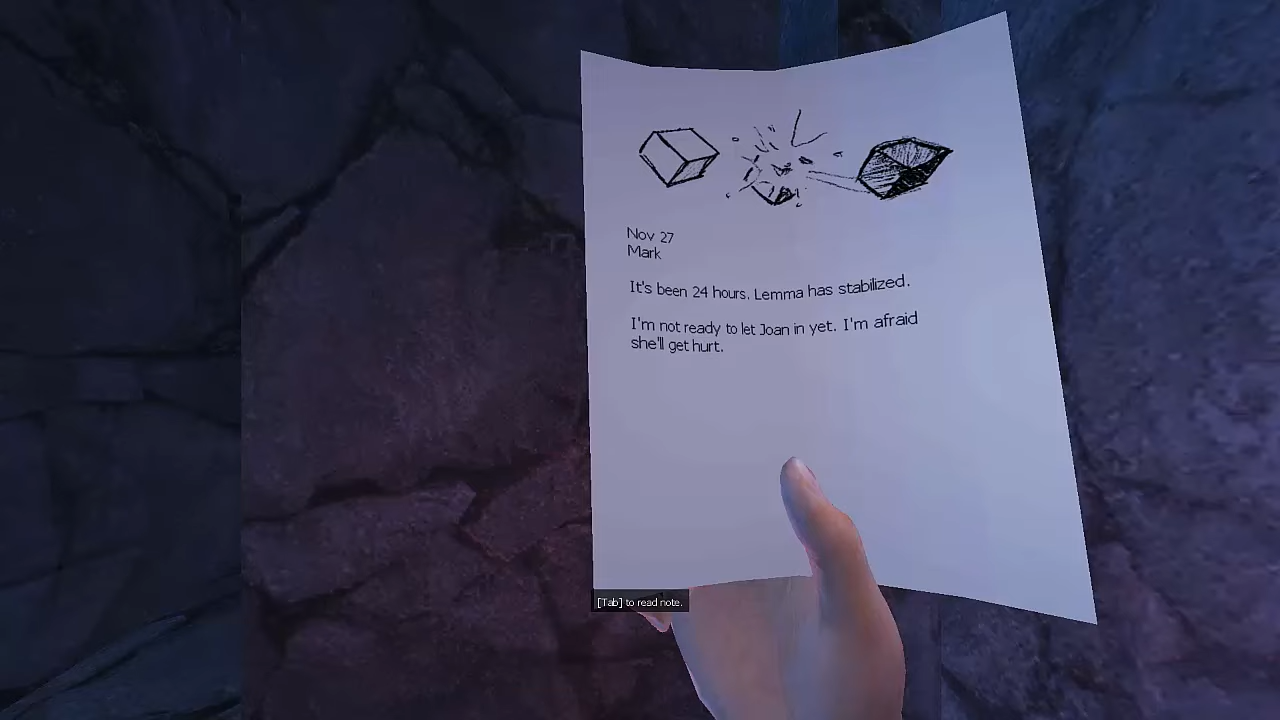 Nov 27
Mark
It's been 24 hours. Lemma has stabilized.
I'm not ready to let Joan in yet. I'm afraid
she'll get hurt.
[Tab] to read note.